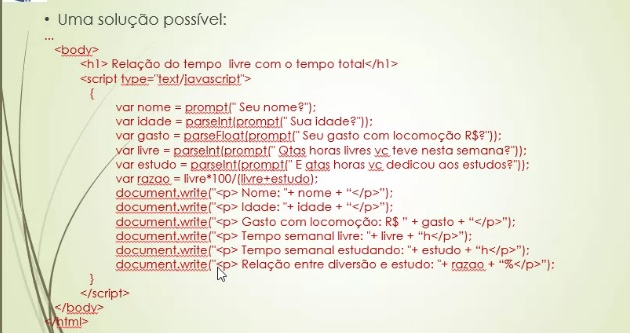 • Uma solução possível:
...
<body>
<h1> Relação do tempo livre com o tempo total</h1>
<script type="text/javascript">
{
var nome = prompt(" Seu nome?");
var idade = parseInt(prompt(" Sua idade?"));
var gasto = parseFloat(prompt(" Seu gasto com locomoção R$?"));
var livre = parseInt(prompt(" Qtas horas livres vc teve nesta semana?"));
var estudo = parseInt(prompt(" E qtas horas vc dedicou aos estudos?"));
var razao = livre*100/(livre+estudo);
document.write("<p> Nome: "+ nome + “</p>”);
document.write("<p> Idade: "+ idade + “</p>”);
document.write("<p> Gasto com locomoção: R$ ” + gasto + “</p>”);
document.write("<p> Tempo semanal livre: "+ livre + “h</p>”);
document.write("<p> Tempo semanal estudando: "+ estudo + “h</p>”);
document.write("<p> Relação entre diversão e estudo: "+ razao + “%</p>”);
}
</script>
</body>
</html>